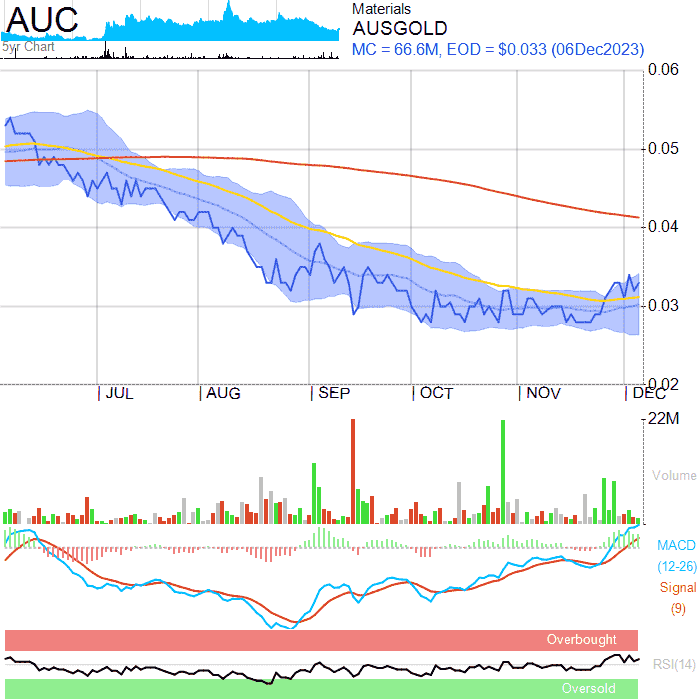 AUC
5yr Chart
Materials
AUSGOLD
MC = 66.6M, EOD = $0.033 (06Dec2023)
0.06
0.05
0.04
0.03
0.02
JUL AUG SEP OCT NOV DEC
22M
Volume
MACD
(12-26)
Signal
(9)
Overbought
RSI(14)
Oversold